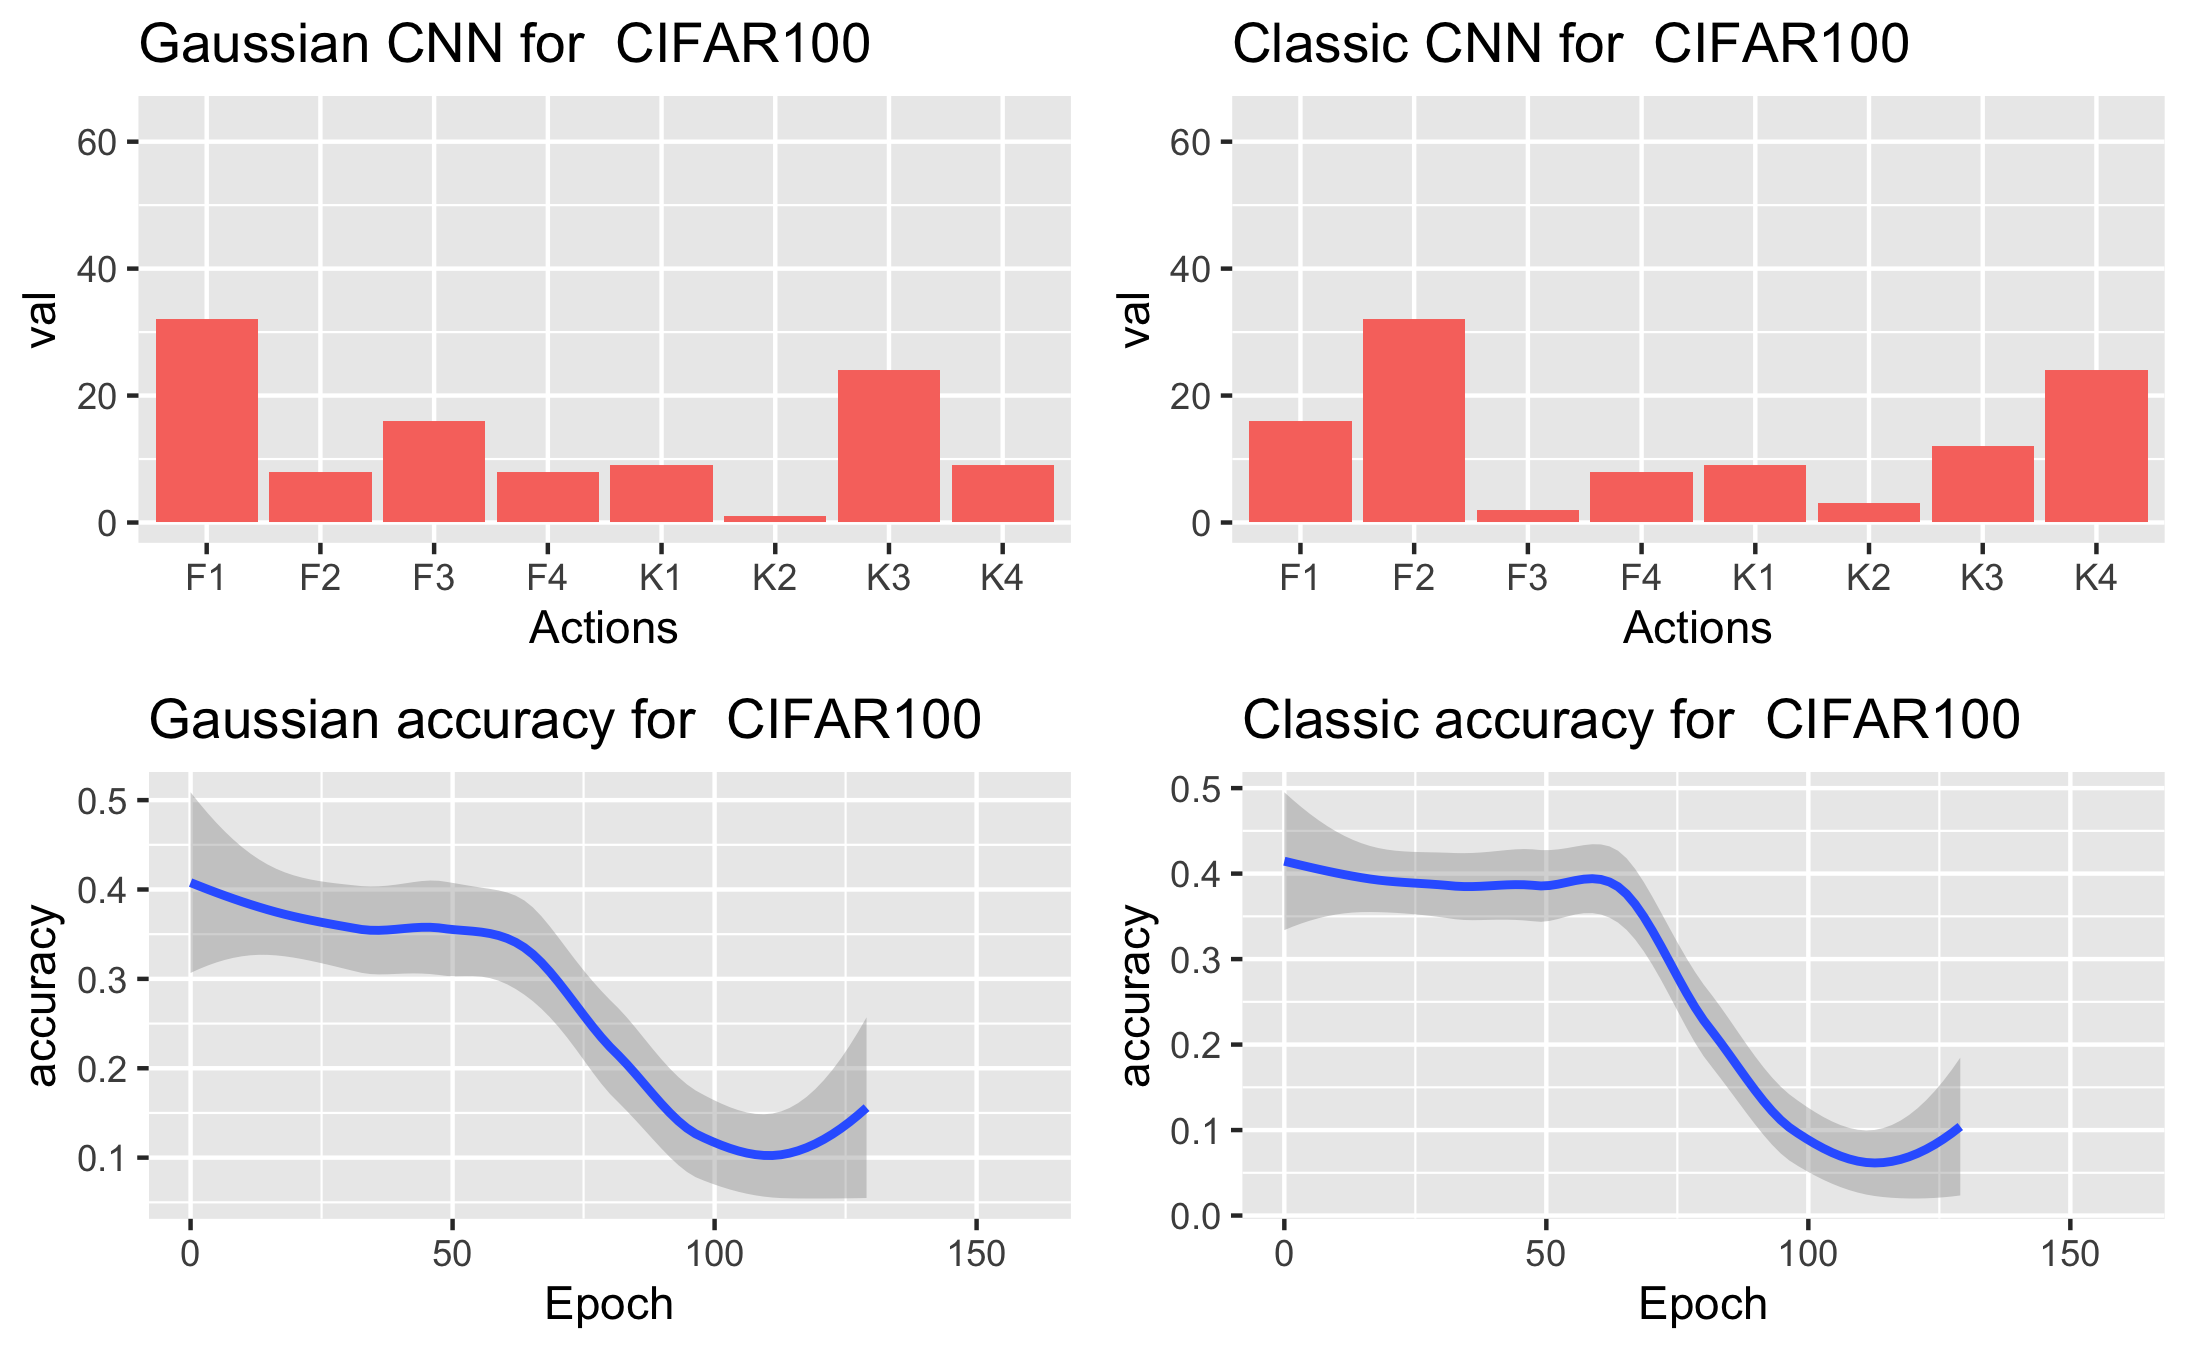 Gaussian CNN for  CIFAR100
60
40
20
0
val
F1 F2 F3 F4 K1 K2 K3 K4
Actions
Classic CNN for  CIFAR100
60
40
20
0
val
F1 F2 F3 F4 K1 K2 K3 K4
Actions
Gaussian accuracy for  CIFAR100
0.5
0.4
0.3
0.2
0.1
accuracy
0 50 100 150
Epoch
Classic accuracy for  CIFAR100
0.5
0.4
0.3
0.2
0.1
0.0
accuracy
0 50 100 150
Epoch